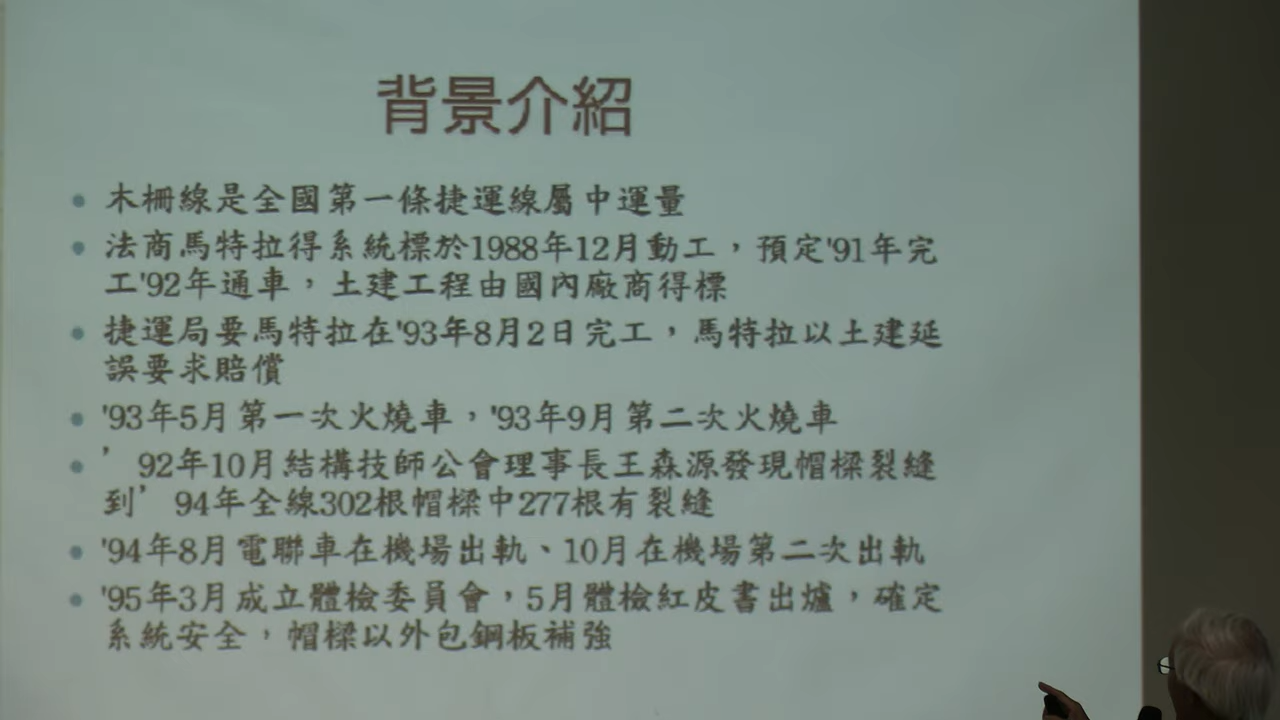 背景介紹
木柵線是全國第一條捷運線屬中運量
法商馬特拉得系統標於1988年12月動工，預定'91年完
工'92年通車，土建工程由國內廠商得標
捷運局要馬特拉在'93年8月2日完工，馬特拉以土建延
誤要求賠償
'93年5月第一次火燒車，'93年9月第二次火燒車
’92年10月結構技師公會理事長王森源發現帽樑裂縫
到’94年全線302根帽樑中277根有裂縫
'94年8月電聯車在機場出軌、10月在機場第二次出軌
'95年3月成立體檢委員會，5月體檢紅皮書出爐，確定
系統安全，帽樑以外包鋼板補強